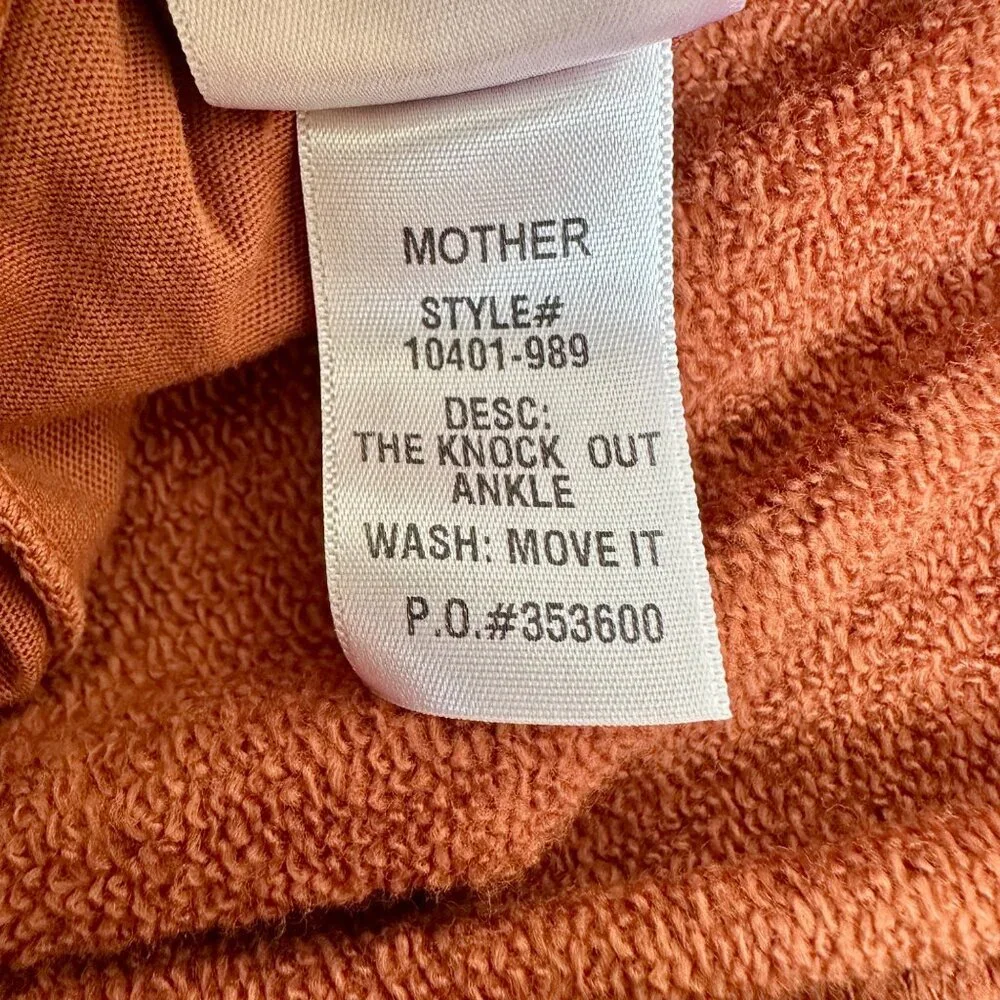 MOTHER
STYLE#
10401-989
DESC:
THE KNOCK OUT
ANKLE
WASH: MOVE IT
P.O.#353600